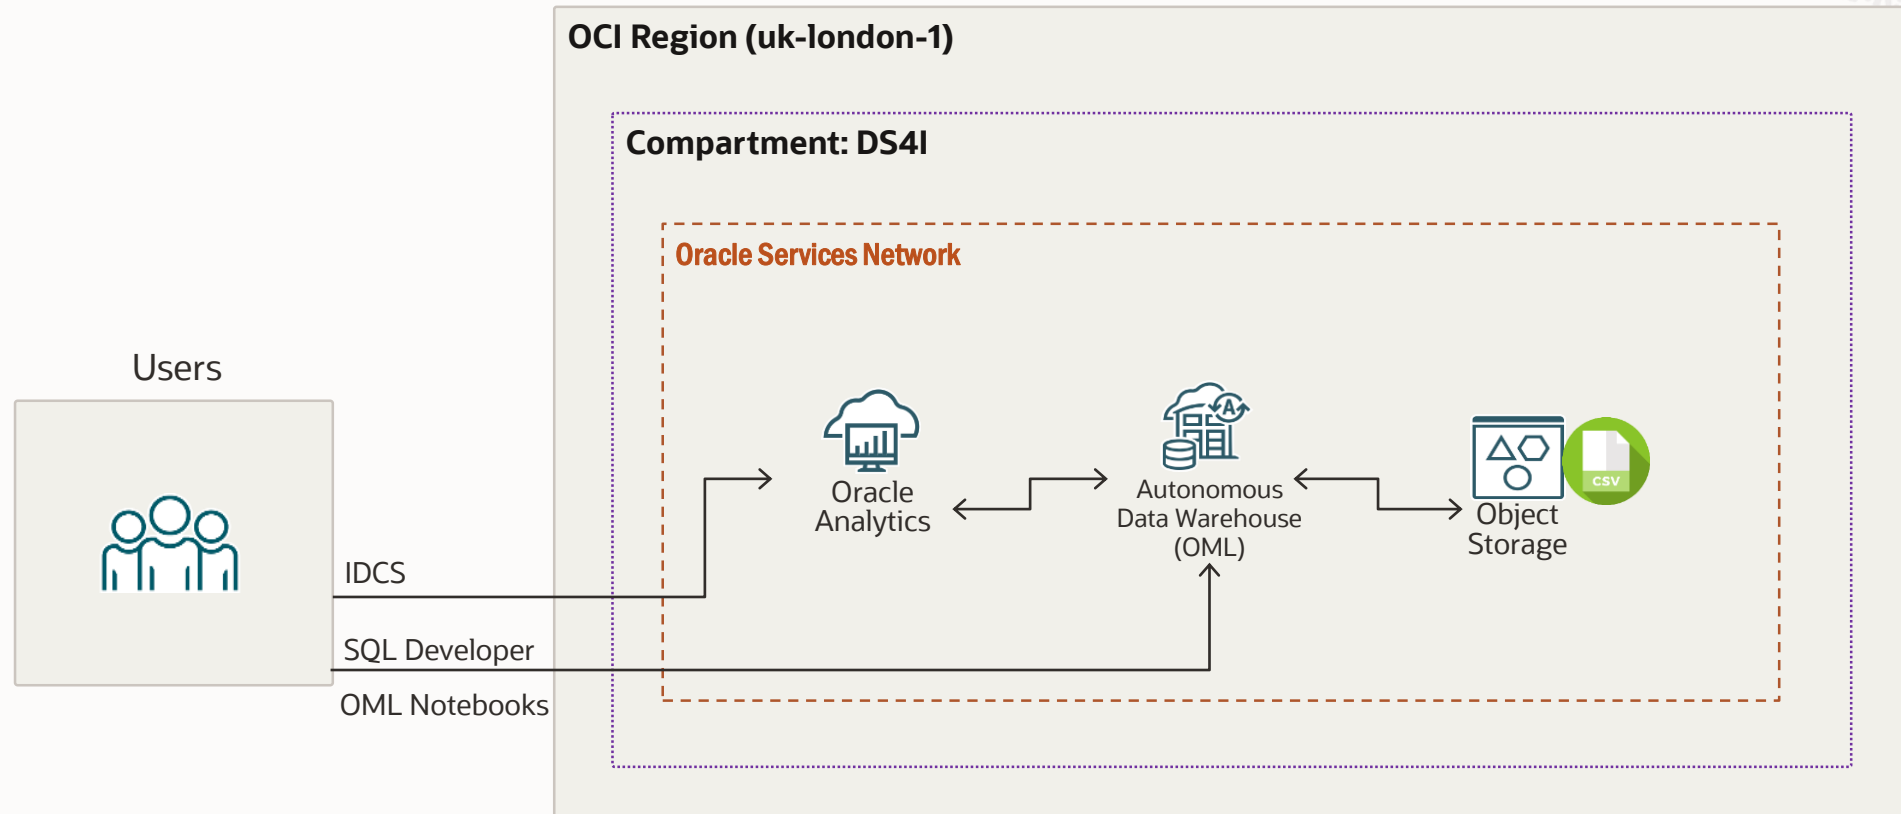 OCI Region (uk-london-1)
Compartment: DS4I
Oracle Services Network
Users
IDCS
SQL Developer
OML Notebooks
Oracle
Analytics
A
Autonomous
Data Warehouse
(OML)
CSV
Object
Storage